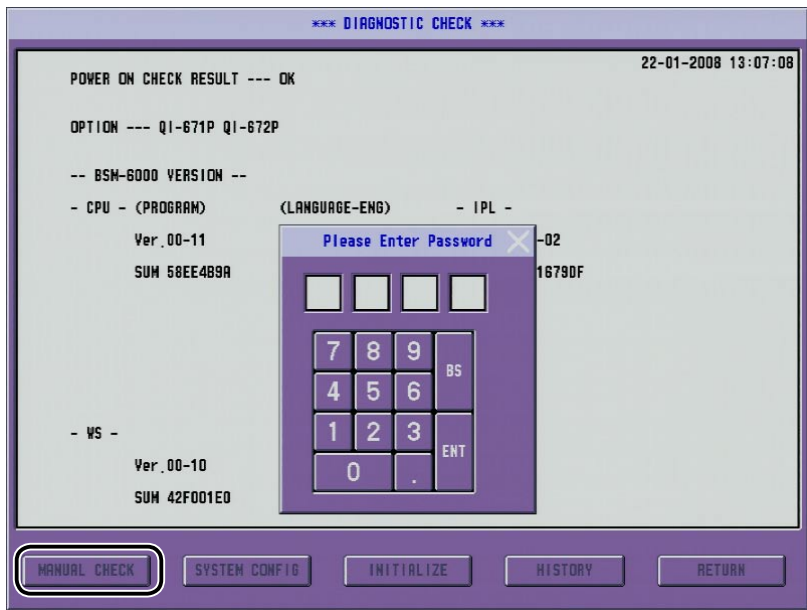 *** DIAGNOSTIC CHECK ***
22-01-2008 13:07:08
POWER ON CHECK RESULT --- OK
OPTION --- QI-671P QI-672P
-- BSM-6000 VERSION --
- CPU - (PROGRAM) (LANGUAGE-ENG) - IPL -
Ver.00-11 -02
SUM 58EE4B9A 1679DF
Please Enter Password
7 8 9 BS
4 5 6
1 2 3 ENT
0 .
- WS -
Ver.00-10
SUM 42F001E0
MANUAL CHECK SYSTEM CONFIG INITIALIZE HISTORY RETURN